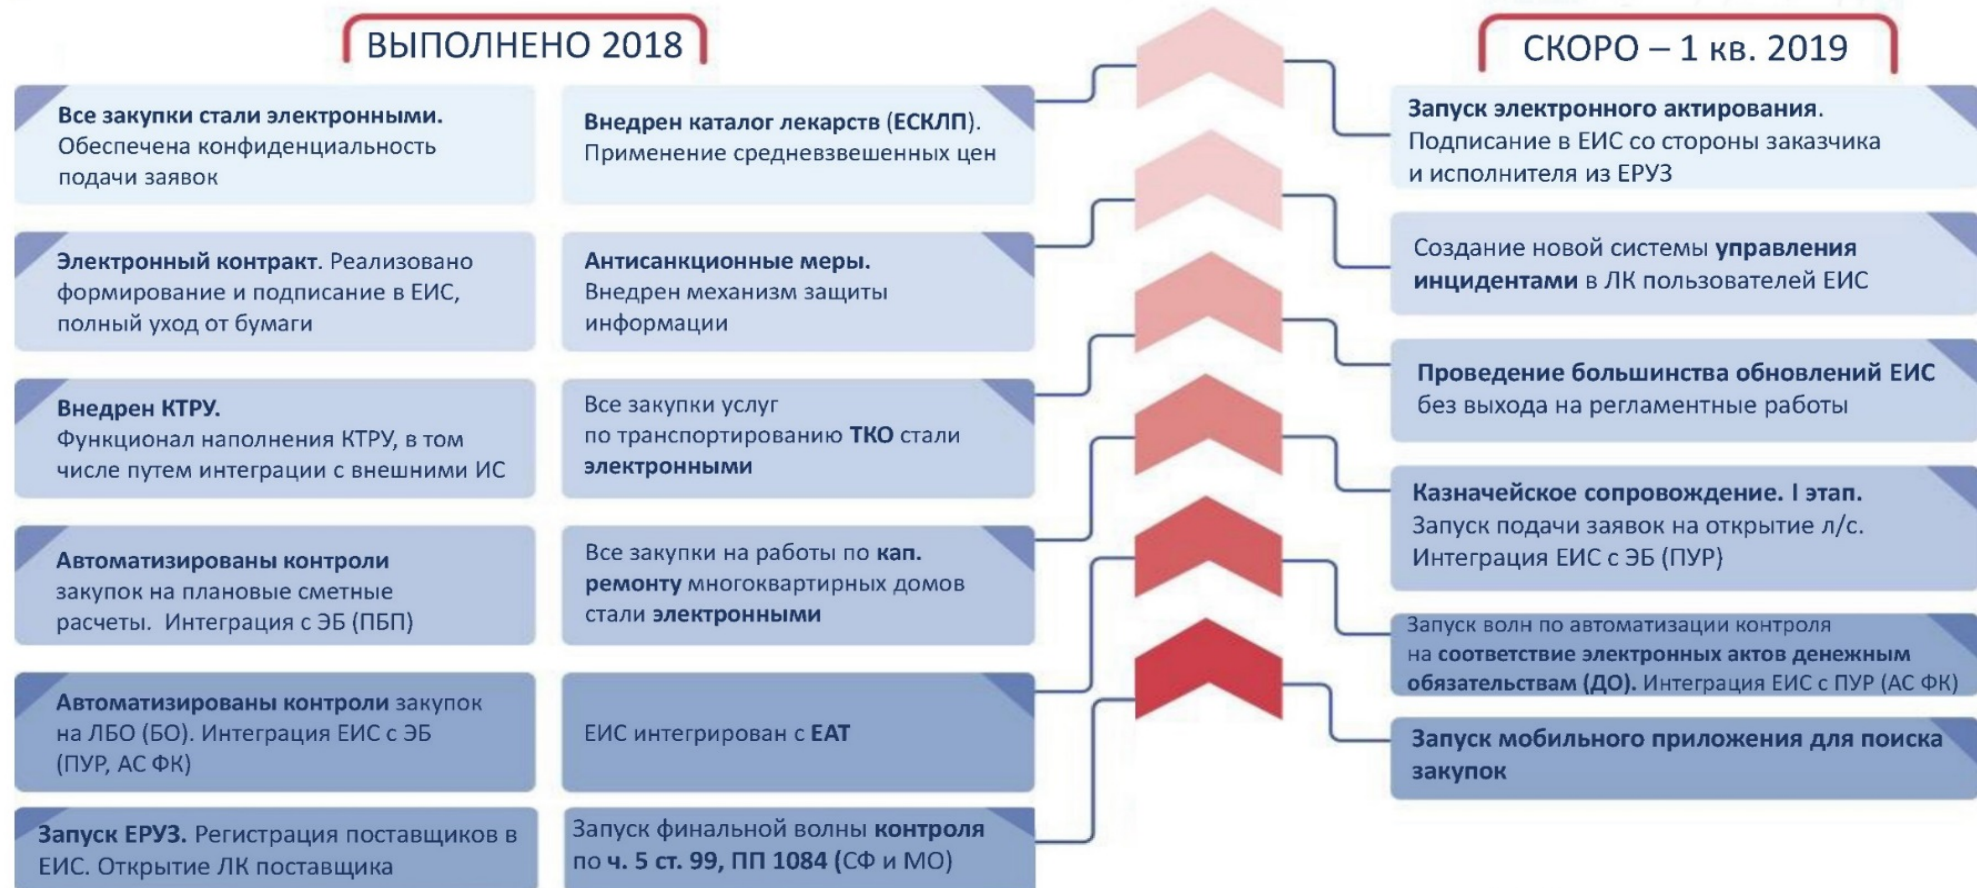 ВЫПОЛНЕНО 2018
Все закупки стали электронными.
Обеспечена конфиденциальность
подачи заявок
Электронный контракт. Реализовано
формирование и подписание в ЕИС,
полный уход от бумаги
Внедрен КТРУ.
Функционал наполнения КТРУ, в том
числе путем интеграции с внешними ИС
Автоматизированы контроли
закупок на плановые сметные
расчеты. Интеграция с ЭБ (ПБП)
Автоматизированы контроли закупок
на ЛБО (БО). Интеграция ЕИС с ЭБ
(ПУР, АС ФК)
Запуск ЕРУЗ. Регистрация поставщиков в
ЕИС. Открытие ЛК поставщика
Внедрен каталог лекарств (ЕСКЛП).
Применение средневзвешенных цен
Антисанкционные меры.
Внедрен механизм защиты
информации
Все закупки услуг
по транспортированию ТКО стали
электронными
Все закупки на работы по кап.
ремонту многоквартирных домов
стали электронными
ЕИС интегрирован с ЕАТ
Запуск финальной волны контроля
по ч. 5 ст. 99, ПП 1084 (СФ и МО)
СКОРО – 1 кв. 2019
Запуск электронного актирования.
Подписание в ЕИС со стороны заказчика
и исполнителя из ЕРУЗ
Создание новой системы управления
инцидентами в ЛК пользователей ЕИС
Проведение большинства обновлений ЕИС
без выхода на регламентные работы
Казначейское сопровождение. I этап.
Запуск подачи заявок на открытие л/с.
Интеграция ЕИС с ЭБ (ПУР)
Запуск волн по автоматизации контроля
на соответствие электронных актов денежным
обязательствам (ДО). Интеграция ЕИС с ПУР (АС ФК)
Запуск мобильного приложения для поиска
закупок